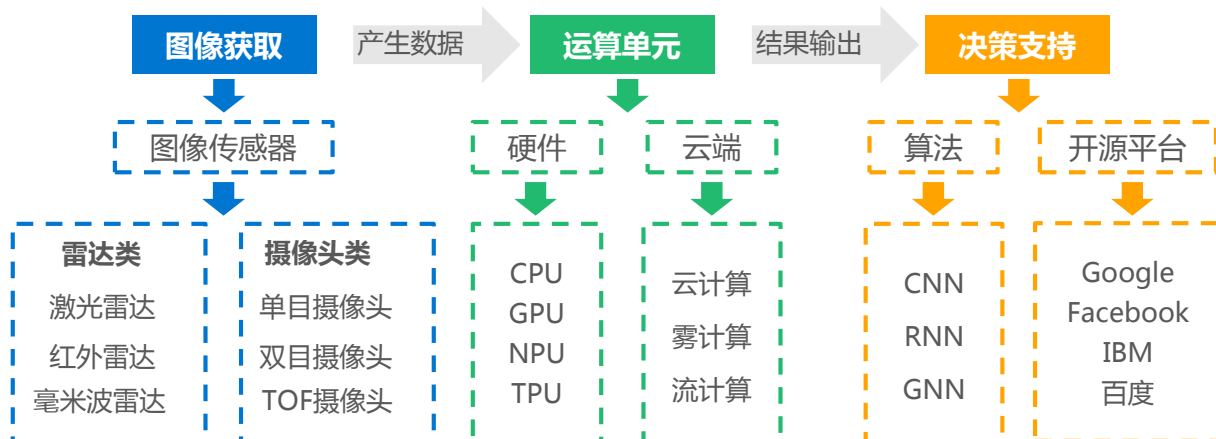 图像获取
产生数据
运算单元
结果输出
决策支持
图像传感器
硬件
云端
算法
开源平台
雷达类
激光雷达
红外雷达
毫米波雷达
摄像头类
单目摄像头
双目摄像头
TOF摄像头
CPU
GPU
NPU
TPU
云计算
雾计算
流计算
CNN
RNN
GNN
Google
Facebook
IBM
百度